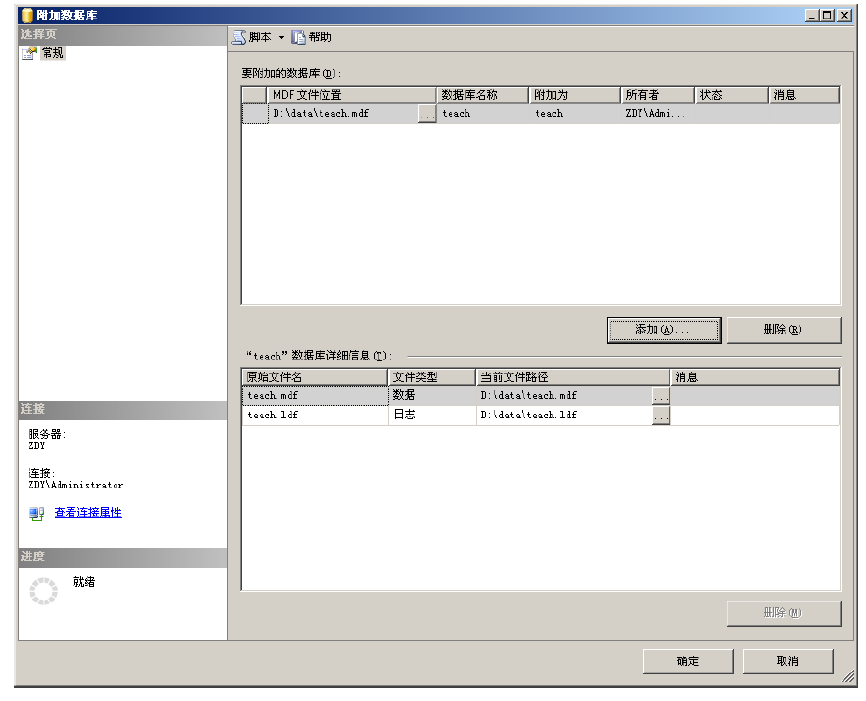 附加数据库
选择页
常规
脚本 帮助
要附加的数据库(D):
MDF 文件位置 数据库名称 附加为 所有者 状态 消息
D:\data\teach.mdf ... teach teach ZDY\Admi...
添加(A)... 删除(R)
“teach”数据库详细信息(T):
原始文件名 文件类型 当前文件路径 消息
teach.mdf 数据 D:\data\teach.mdf ...
teach.ldf 日志 D:\data\teach.ldf ...
连接
服务器:
ZDY
连接:
ZDY\Administrator
查看连接属性
进度
就绪
删除(M)
确定 取消